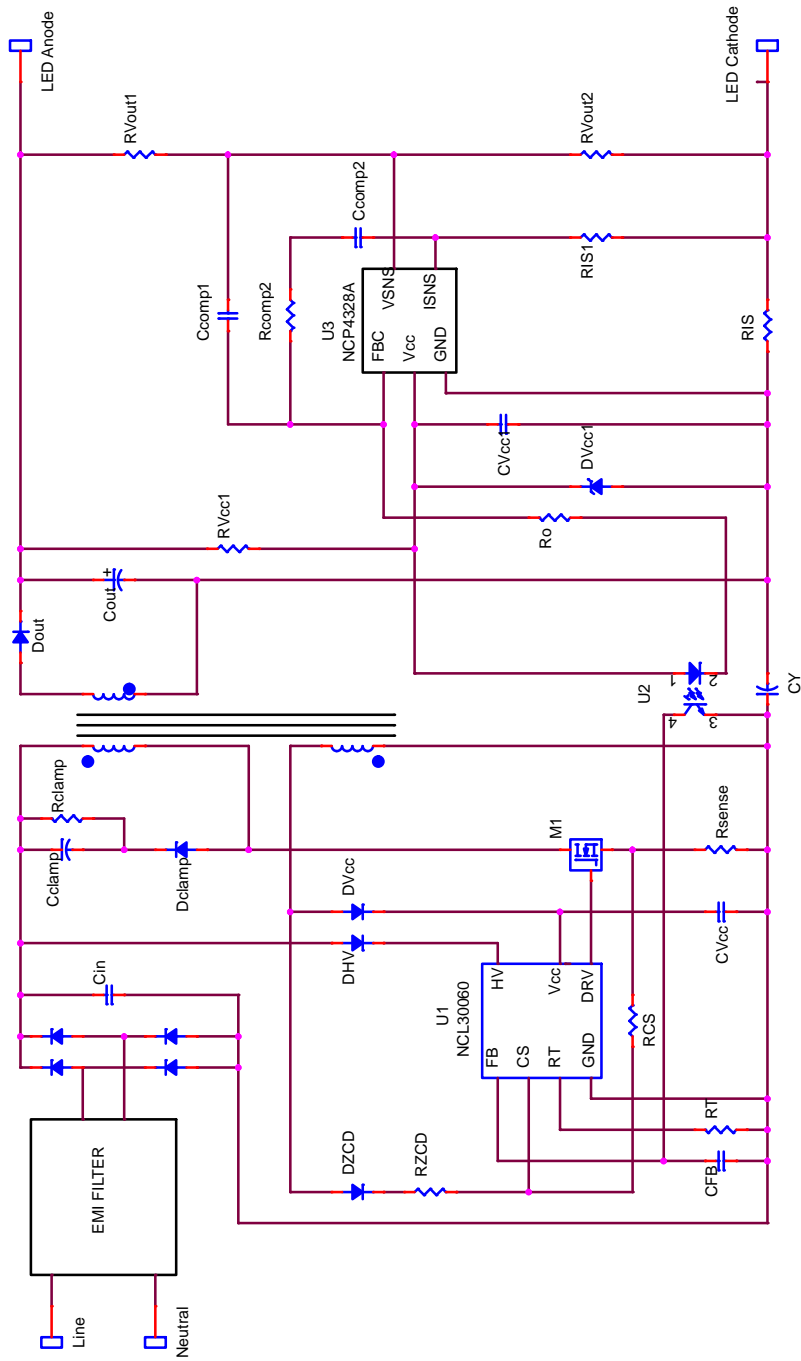 Line
Neutral
EMI FILTER
Cin
Cclamp
Rclamp
Dclamp
DHV
DVcc
DZCD
RZCD
U1
NCL30060
HV
FB
CS
Vcc
RT
DRV
GND
CFB
RT
RCS
CVcc
M1
Rsense
Dout
Cout
+
RVcc1
U2
1
2
4
3
CY
Ro
DVcc1
CVcc1
U3
NCP4328A
FBC
VSNS
Vcc
ISNS
GND
Ccomp1
Rcomp2
Ccomp2
RVout1
RVout2
RIS1
RIS
LED Anode
LED Cathode